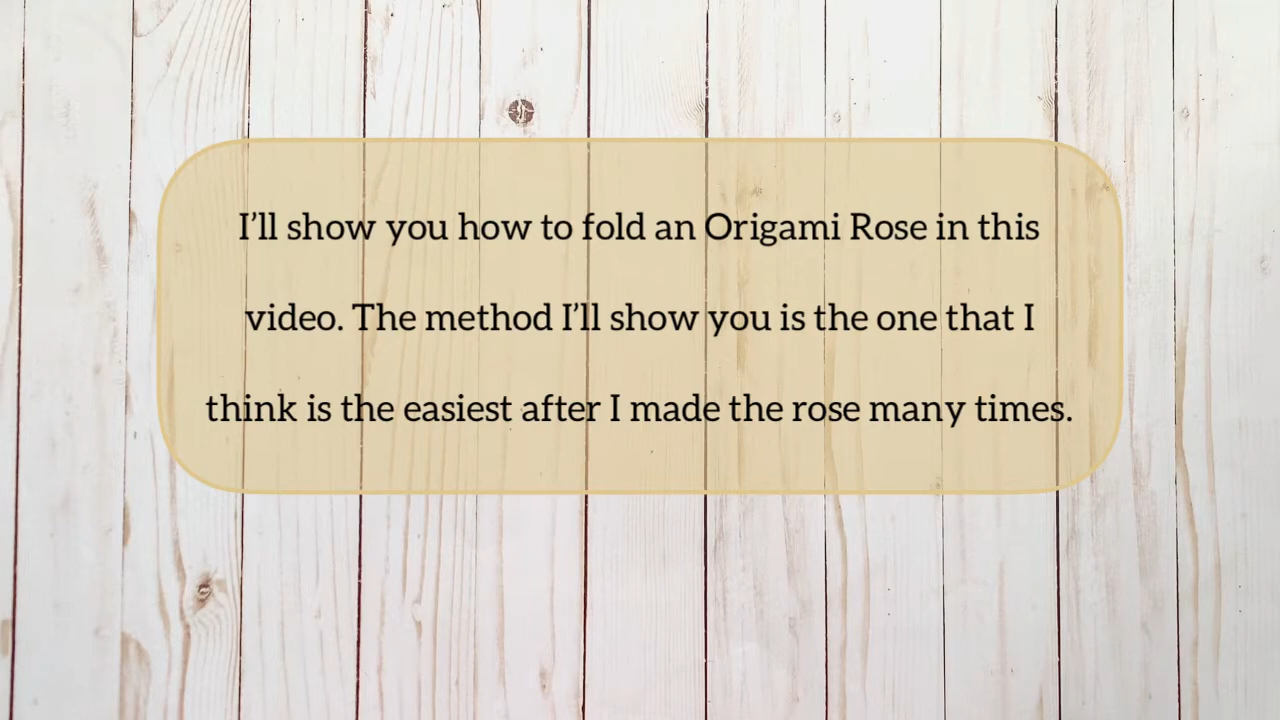 I’ll show you how to fold an Origami Rose in this
video. The method I’ll show you is the one that I
think is the easiest after I made the rose many times.